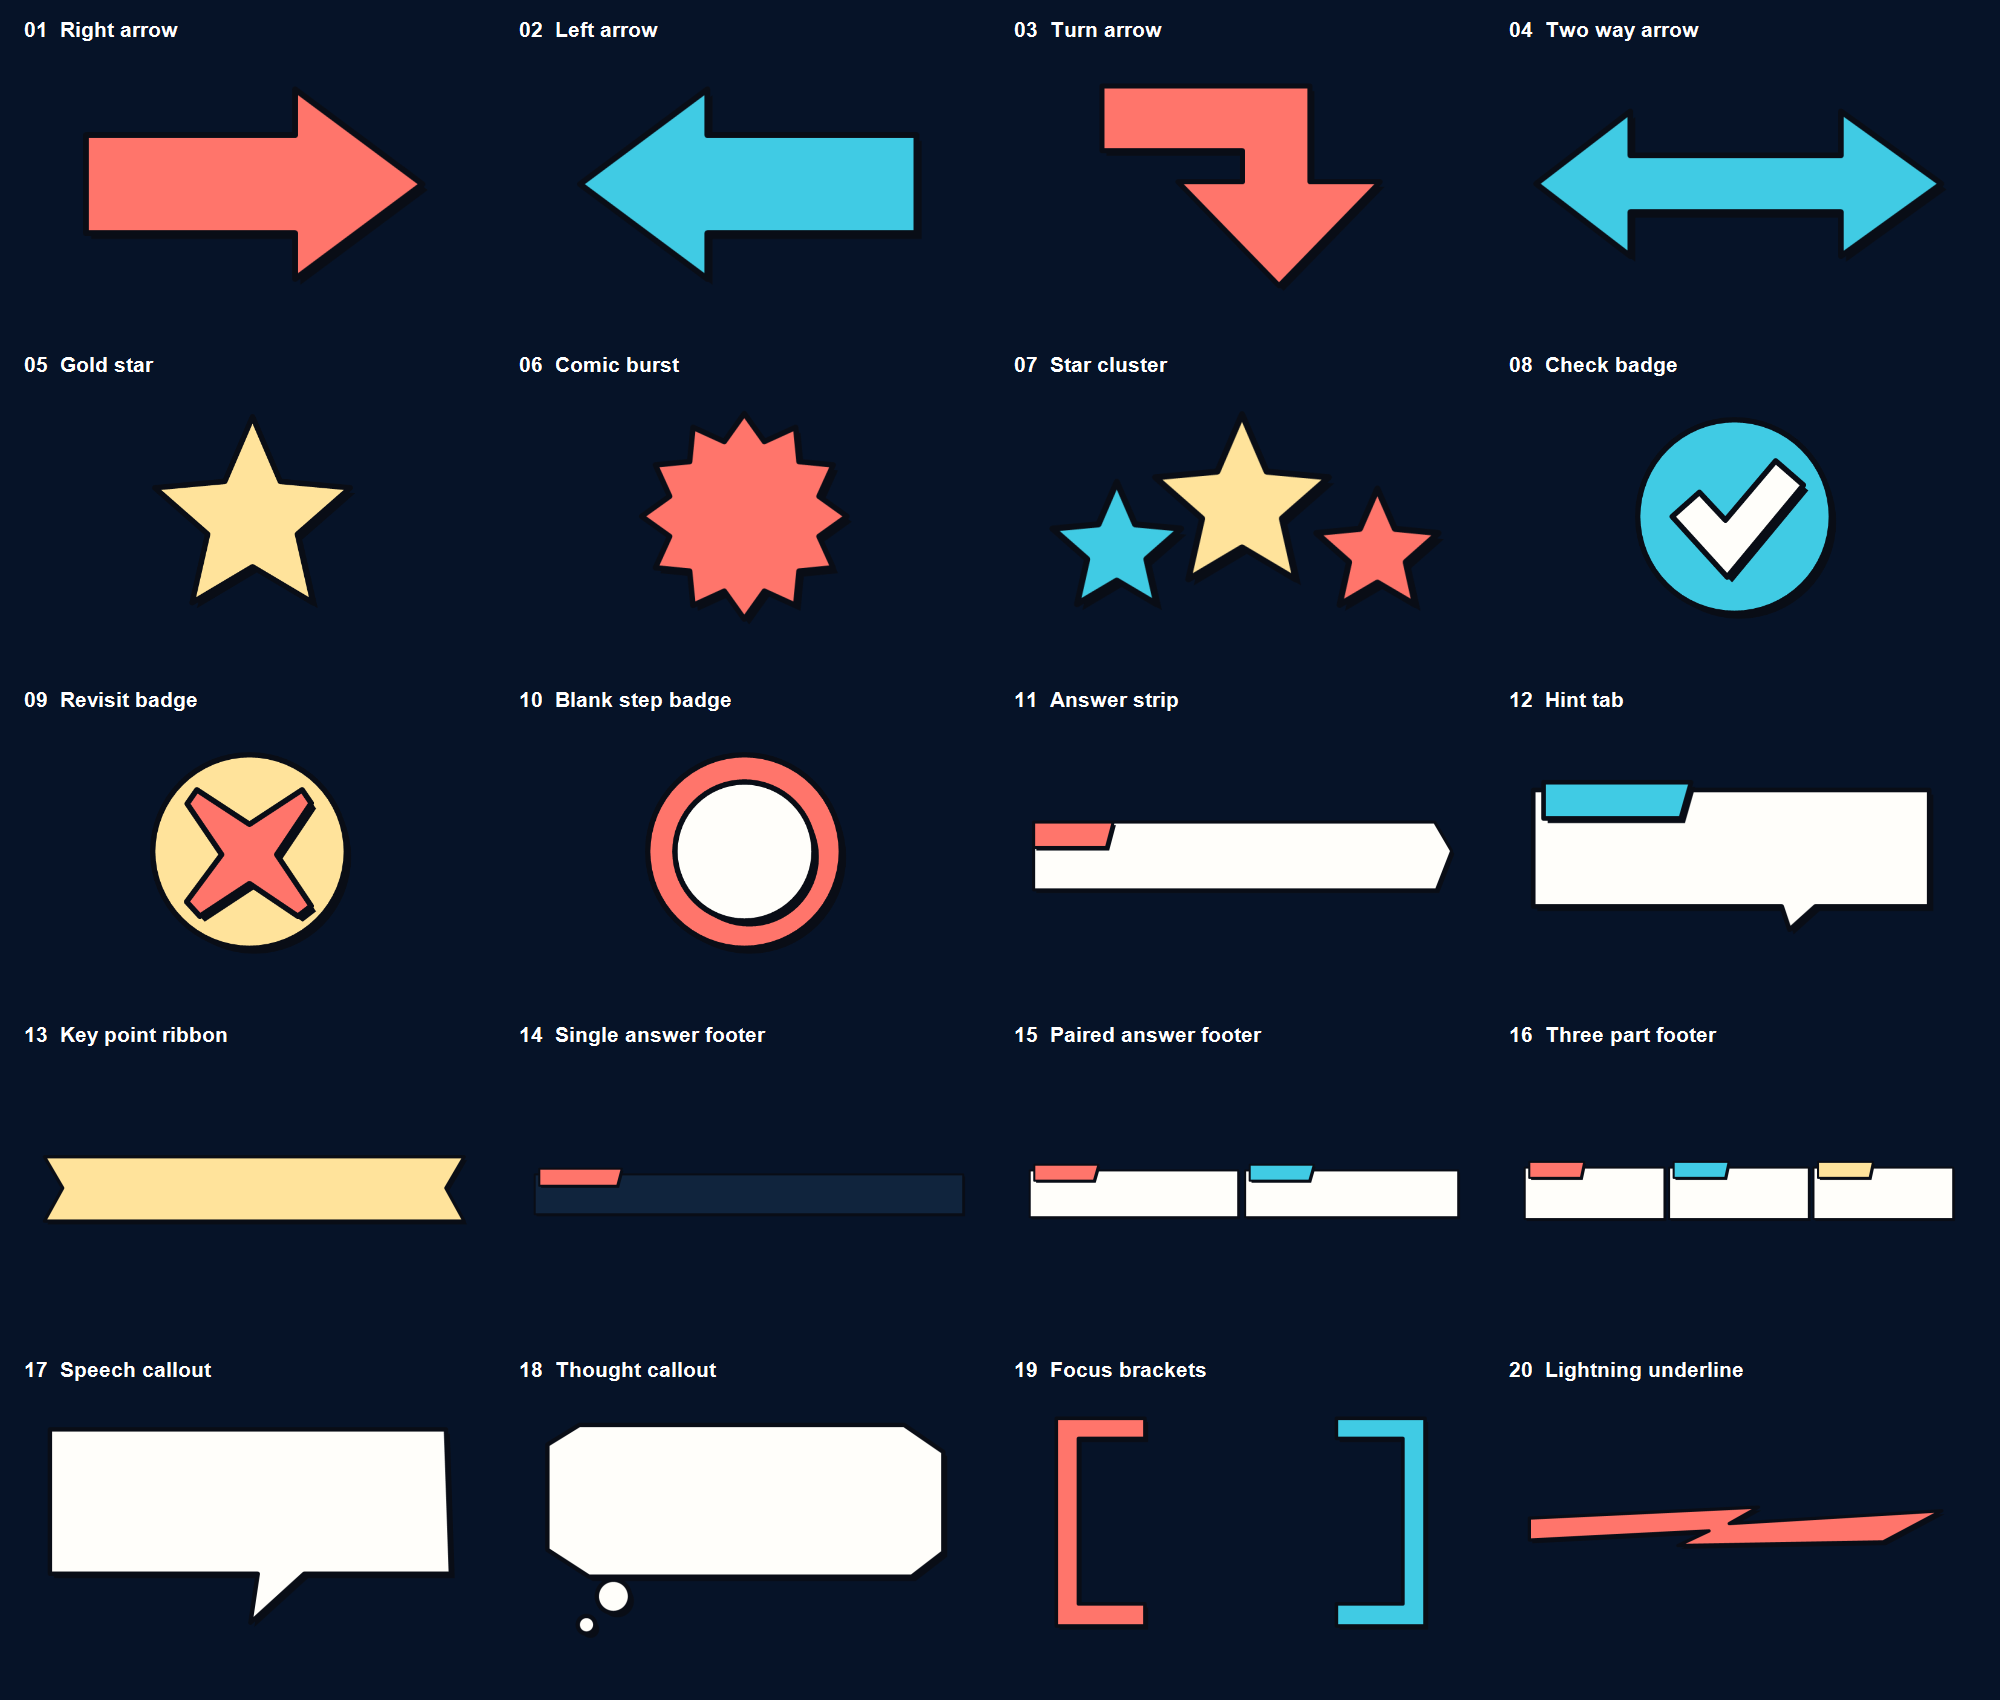 01 Right arrow
02 Left arrow
03 Turn arrow
04 Two way arrow
05 Gold star
06 Comic burst
07 Star cluster
08 Check badge
09 Revisit badge
10 Blank step badge
11 Answer strip
12 Hint tab
13 Key point ribbon
14 Single answer footer
15 Paired answer footer
16 Three part footer
17 Speech callout
18 Thought callout
19 Focus brackets
20 Lightning underline